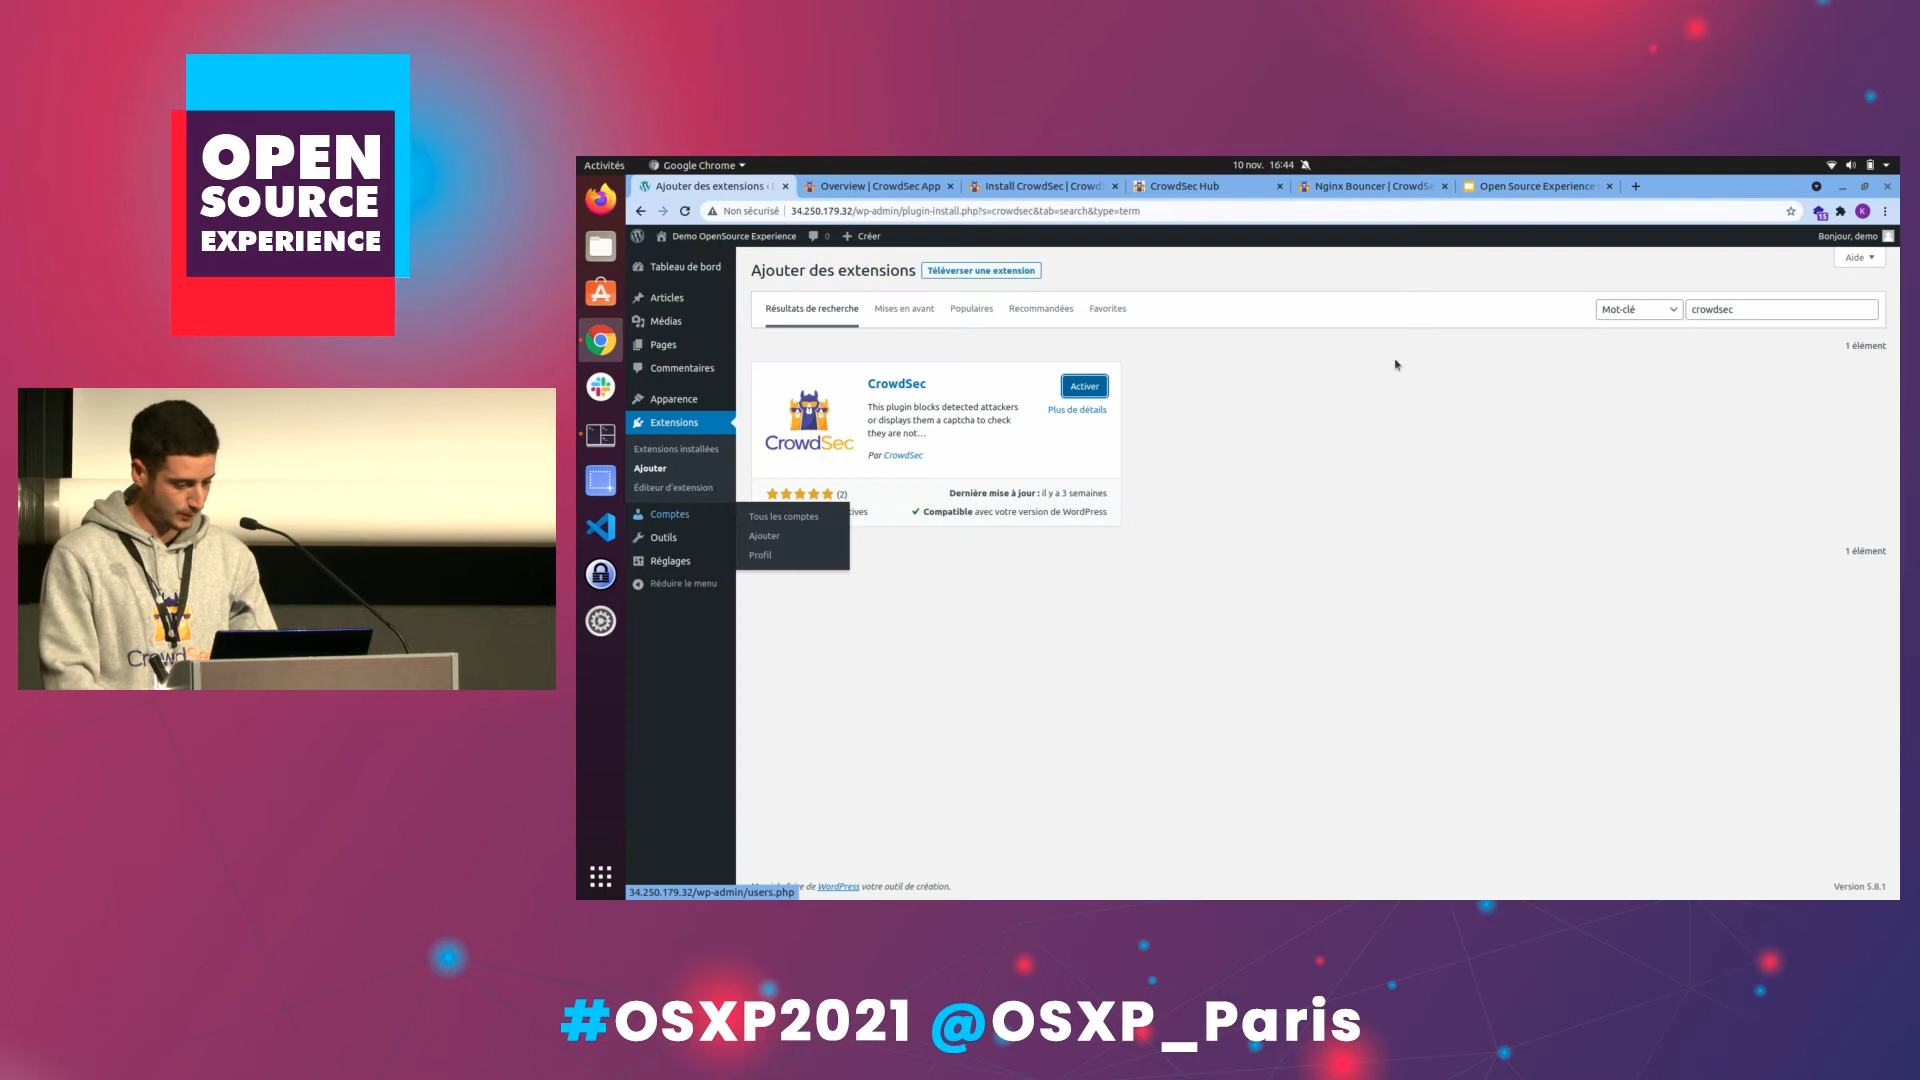 OPEN
SOURCE
EXPERIENCE
Activités
Google Chrome
10 nov. 16:44
Ajouter des extensions ‹
Overview | CrowdSec App
Install CrowdSec | Crowd
CrowdSec Hub
Nginx Bouncer | CrowdSe
Open Source Experience
Non sécurisé
34.250.179.32/wp-admin/plugin-install.php?s=crowdsec&tab=search&type=term
15
K
Demo OpenSource Experience
0
Créer
Bonjour, demo
Tableau de bord
Articles
Médias
Pages
Commentaires
Apparence
Extensions
Extensions installées
Ajouter
Éditeur d'extension
Comptes
Outils
Réglages
Réduire le menu
Tous les comptes
Ajouter
Profil
Ajouter des extensions
Téléverser une extension
Aide
Résultats de recherche
Mises en avant
Populaires
Recommandées
Favorites
Mot-clé
crowdsec
1 élément
CrowdSec
CrowdSec
Activer
Plus de détails
This plugin blocks detected attackers
or displays them a captcha to check
they are not…
Par CrowdSec
(2)
Dernière mise à jour : il y a 3 semaines
tives
Compatible avec votre version de WordPress
1 élément
de WordPress votre outil de création.
Version 5.8.1
34.250.179.32/wp-admin/users.php
CrowdSe
#OSXP2021 @OSXP_Paris